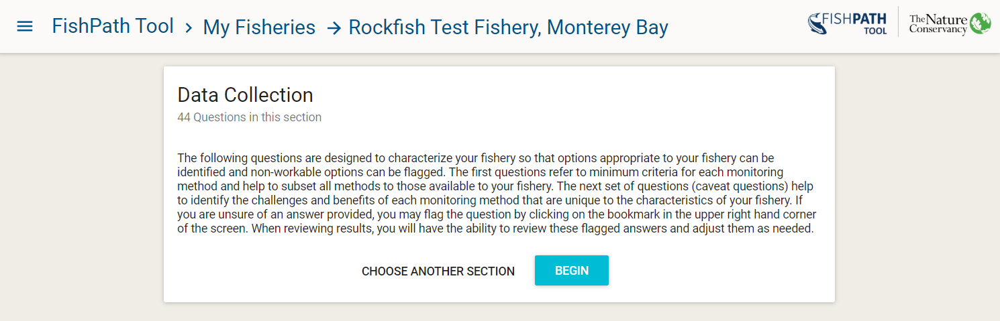 FishPath Tool > My Fisheries → Rockfish Test Fishery, Monterey Bay
FISHPATH
TOOL
The Nature
Conservancy
Data Collection
44 Questions in this section
The following questions are designed to characterize your fishery so that options appropriate to your fishery can be
identified and non-workable options can be flagged. The first questions refer to minimum criteria for each monitoring
method and help to subset all methods to those available to your fishery. The next set of questions (caveat questions) help
to identify the challenges and benefits of each monitoring method that are unique to the characteristics of your fishery. If
you are unsure of an answer provided, you may flag the question by clicking on the bookmark in the upper right hand corner
of the screen. When reviewing results, you will have the ability to review these flagged answers and adjust them as needed.
CHOOSE ANOTHER SECTION BEGIN